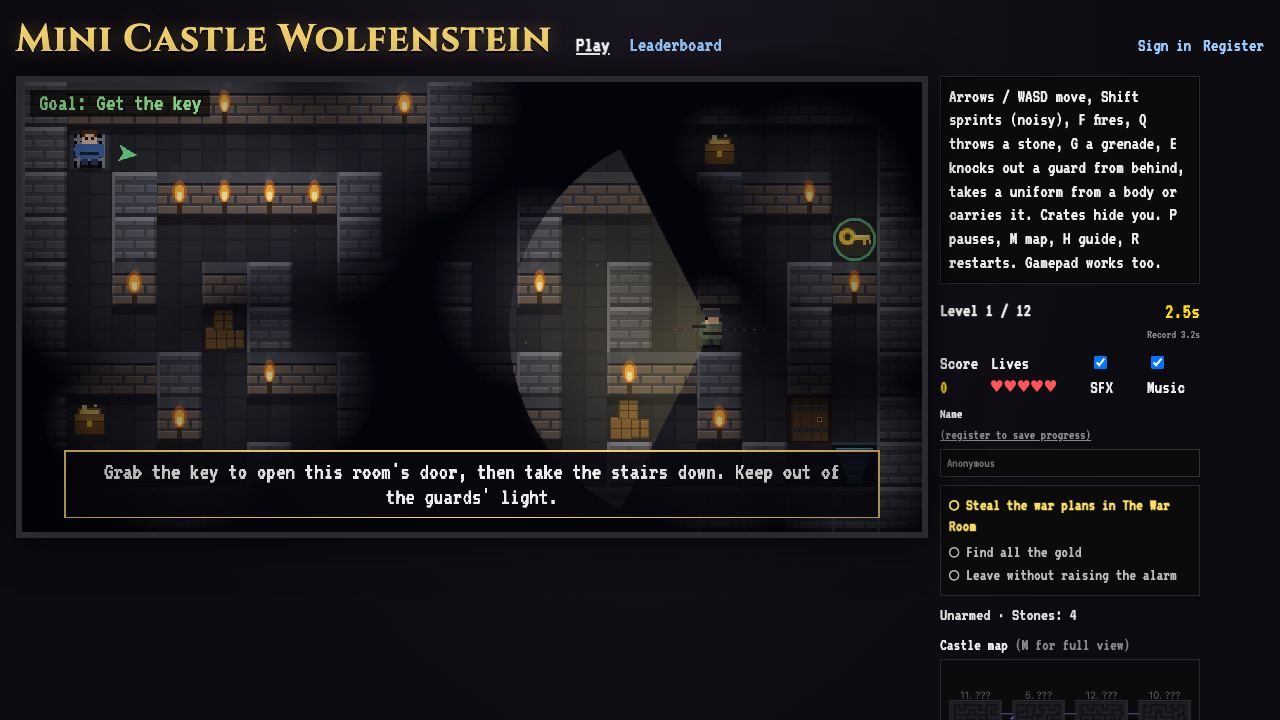 Mini Castle Wolfenstein
Play Leaderboard
Sign in Register
Goal: Get the key
Grab the key to open this room's door, then take the stairs down. Keep out of
the guards' light.
Arrows / WASD move, Shift
sprints (noisy), F fires, Q
throws a stone, G a grenade, E
knocks out a guard from behind,
takes a uniform from a body or
carries it. Crates hide you. P
pauses, M map, H guide, R
restarts. Gamepad works too.
Level 1 / 12 2.5s
Record 3.2s
Score Lives
0 SFX Music
Name
(register to save progress)
Anonymous
Steal the war plans in The War
Room
Find all the gold
Leave without raising the alarm
Unarmed · Stones: 4
Castle map (M for full view)
11. ??? 5. ??? 12. ??? 10. ???